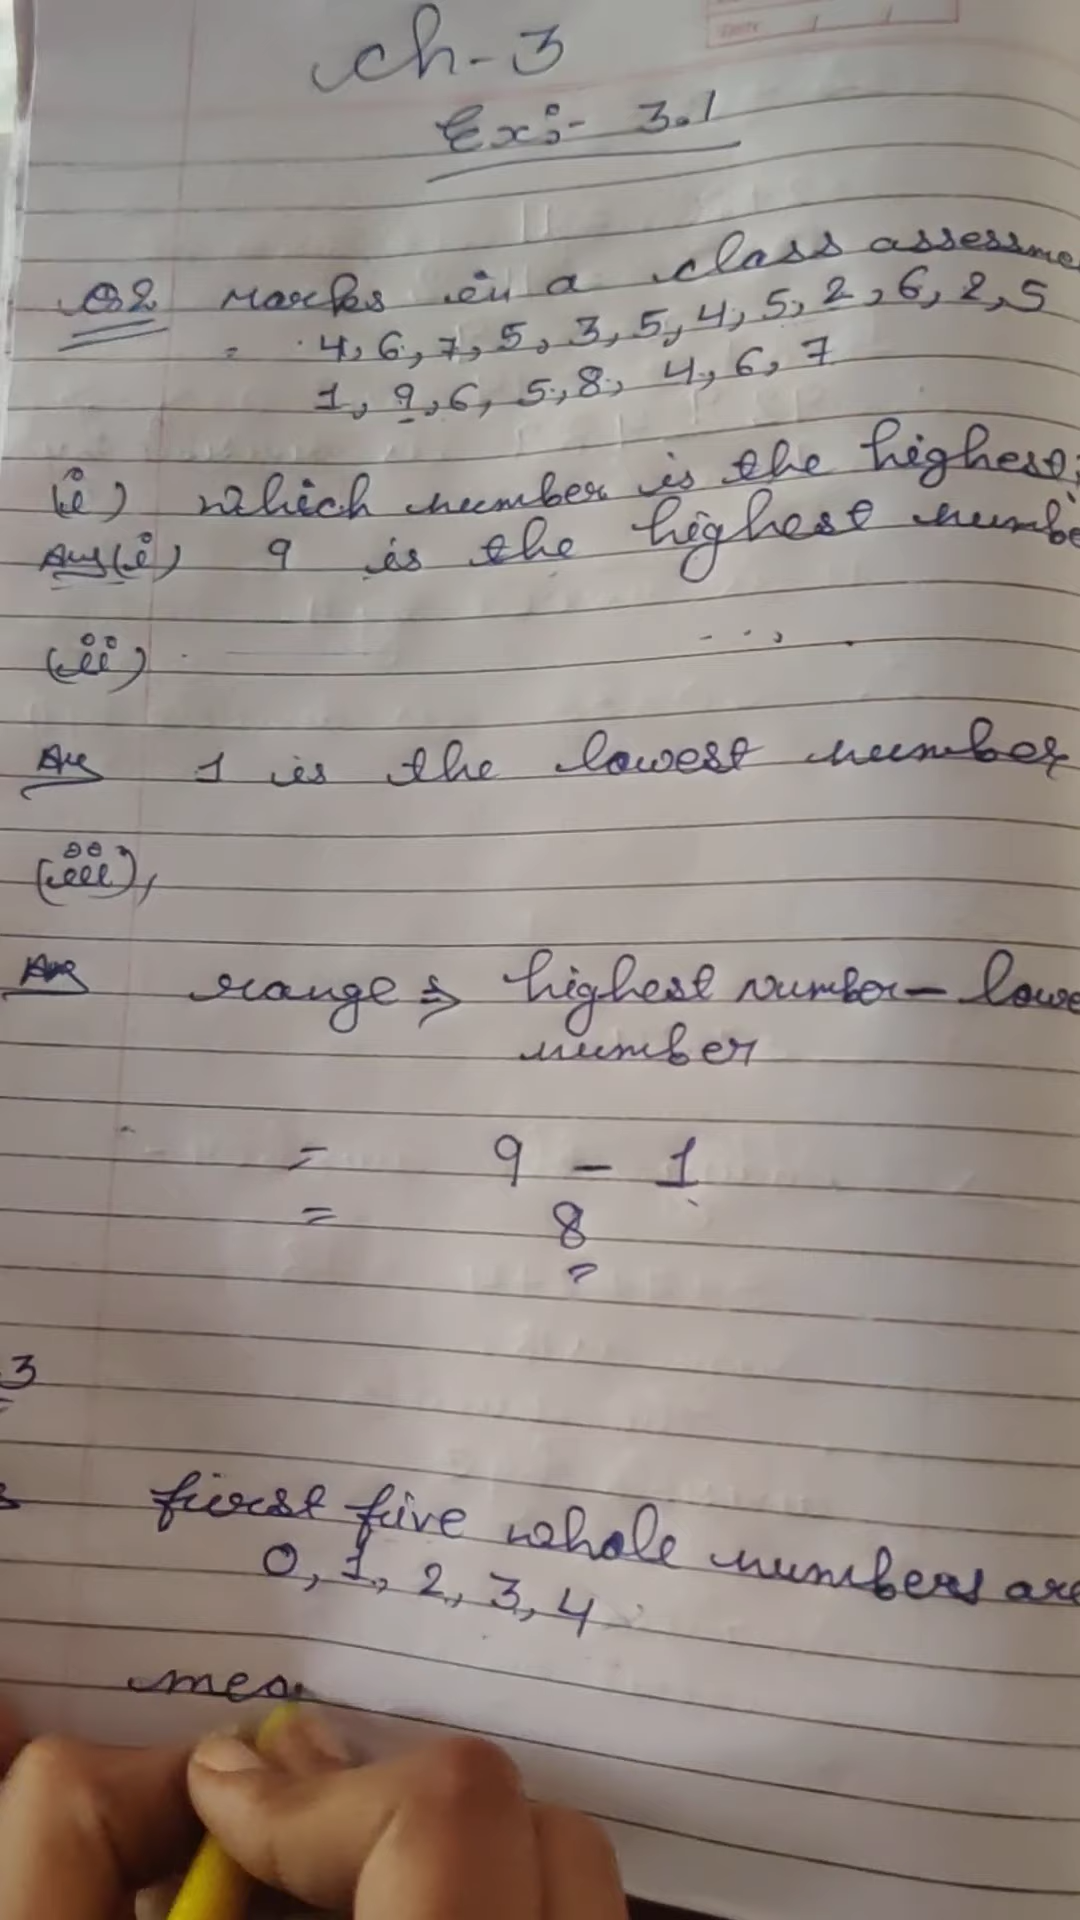 Ch-3
Ex:- 3.1
Q2 Marks in a class assessme
= 4, 6, 7, 5, 3, 5, 4, 5, 2, 6, 2, 5
1, 9, 6, 5, 8, 4, 6, 7
(i) which number is the highest
Ans(i) 9 is the highest numbe
(ii)
Ans 1 is the lowest number
(iii)
Ans range ⇒ highest number - lowe
number
= 9 - 1
= 8
3
first five whole numbers are
0, 1, 2, 3, 4
mea